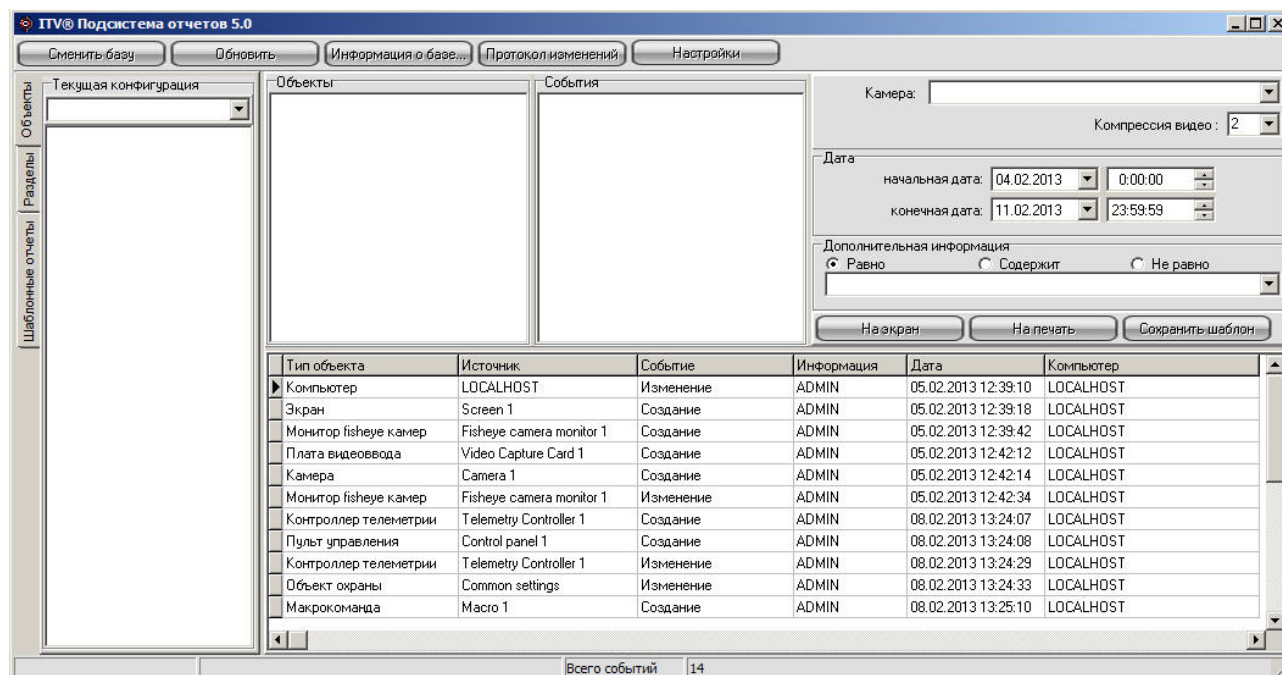 ITV® Подсистема отчетов 5.0
Сменить базу Обновить Информация о базе... Протокол изменений Настройки
Объекты
Разделы
Шаблонные отчеты
Текущая конфигурация
Объекты
События
Камера:
Компрессия видео : 2
Дата
начальная дата: 04.02.2013 0:00:00
конечная дата: 11.02.2013 23:59:59
Дополнительная информация
Равно Содержит Не равно
На экран На печать Сохранить шаблон
Тип объекта Источник Событие Информация Дата Компьютер
Компьютер LOCALHOST Изменение ADMIN 05.02.2013 12:39:10 LOCALHOST
Экран Screen 1 Создание ADMIN 05.02.2013 12:39:18 LOCALHOST
Монитор fisheye камер Fisheye camera monitor 1 Создание ADMIN 05.02.2013 12:39:42 LOCALHOST
Плата видеоввода Video Capture Card 1 Создание ADMIN 05.02.2013 12:42:12 LOCALHOST
Камера Camera 1 Создание ADMIN 05.02.2013 12:42:14 LOCALHOST
Монитор fisheye камер Fisheye camera monitor 1 Изменение ADMIN 05.02.2013 12:42:34 LOCALHOST
Контроллер телеметрии Telemetry Controller 1 Создание ADMIN 08.02.2013 13:24:07 LOCALHOST
Пульт управления Control panel 1 Создание ADMIN 08.02.2013 13:24:08 LOCALHOST
Контроллер телеметрии Telemetry Controller 1 Изменение ADMIN 08.02.2013 13:24:29 LOCALHOST
Объект охраны Common settings Изменение ADMIN 08.02.2013 13:24:33 LOCALHOST
Макрокоманда Macro 1 Создание ADMIN 08.02.2013 13:25:10 LOCALHOST
Всего событий 14